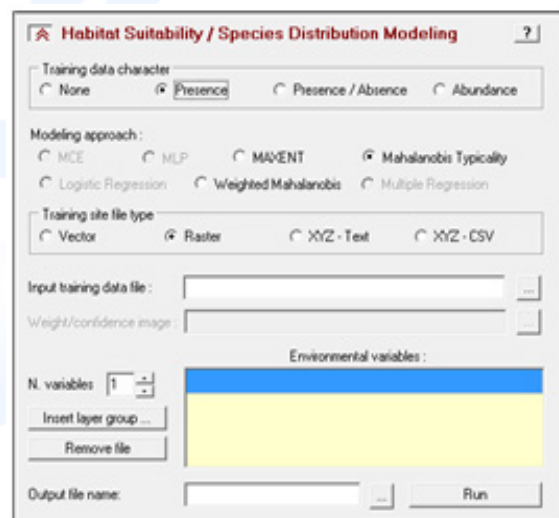 Habitat Suitability / Species Distribution Modeling ?
Training data character
None Presence Presence / Absence Abundance
Modeling approach :
MCE MLP MAXENT Mahalanobis Typicality
Logistic Regression Weighted Mahalanobis Multiple Regression
Training site file type
Vector Raster XYZ - Text XYZ - CSV
Input training data file : ...
Weight/confidence image : ...
Environmental variables :
N. variables 1
Insert layer group ...
Remove file
Output file name: ... Run